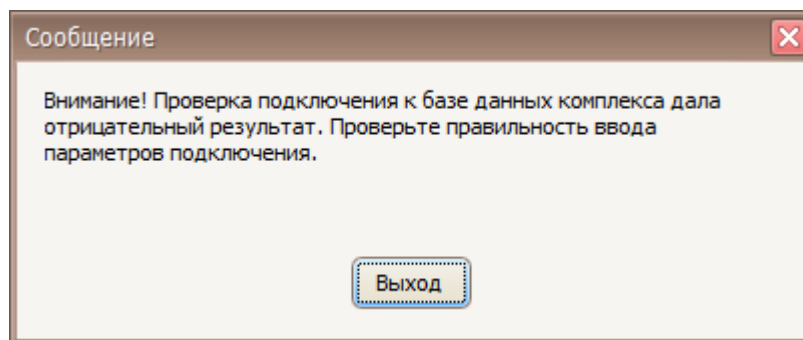 Сообщение
Внимание! Проверка подключения к базе данных комплекса дала
отрицательный результат. Проверьте правильность ввода
параметров подключения.
Выход